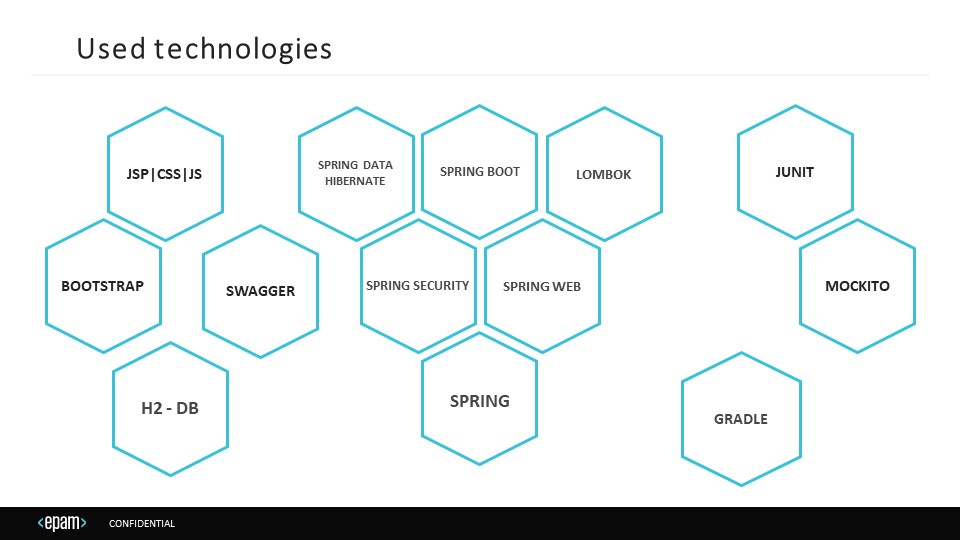 Used technologies
JSP|CSS|JS
SPRING DATA
HIBERNATE
SPRING BOOT
LOMBOK
JUNIT
BOOTSTRAP
SWAGGER
SPRING SECURITY
SPRING WEB
MOCKITO
H2 - DB
SPRING
GRADLE
<epam>
CONFIDENTIAL